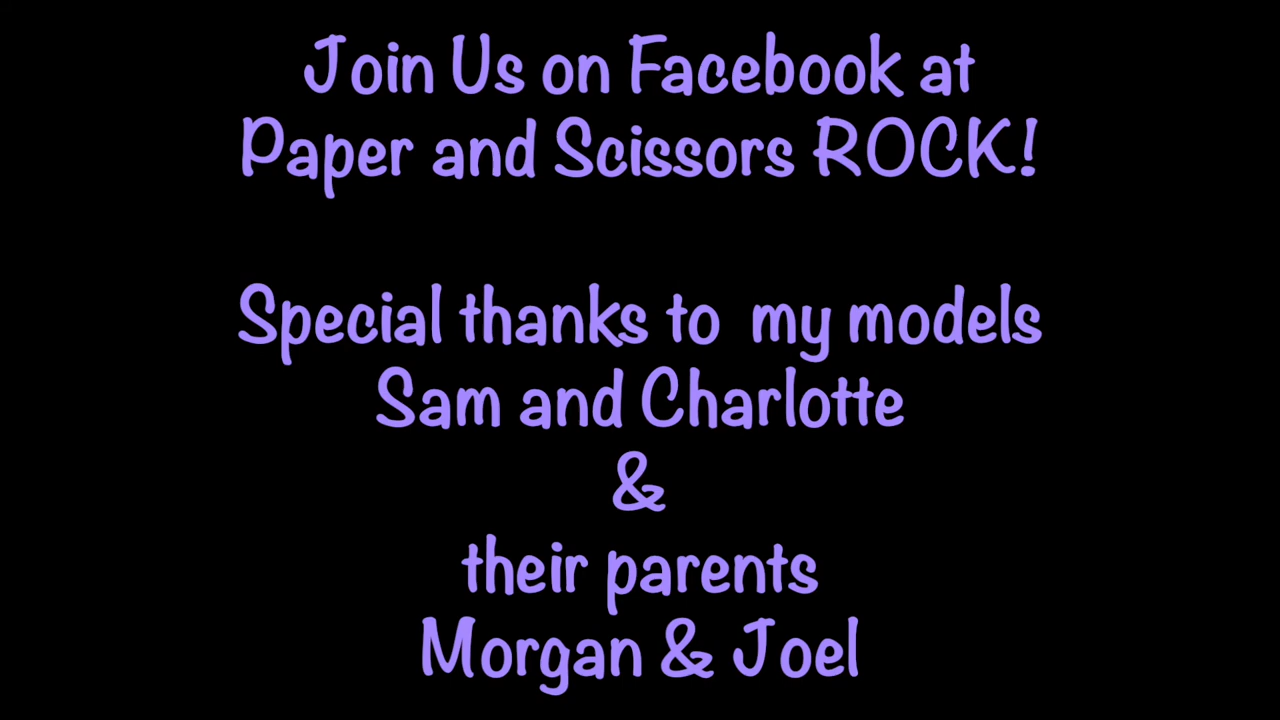 Join Us on Facebook at
Paper and Scissors ROCK!
Special thanks to my models
Sam and Charlotte
&
their parents
Morgan & Joel